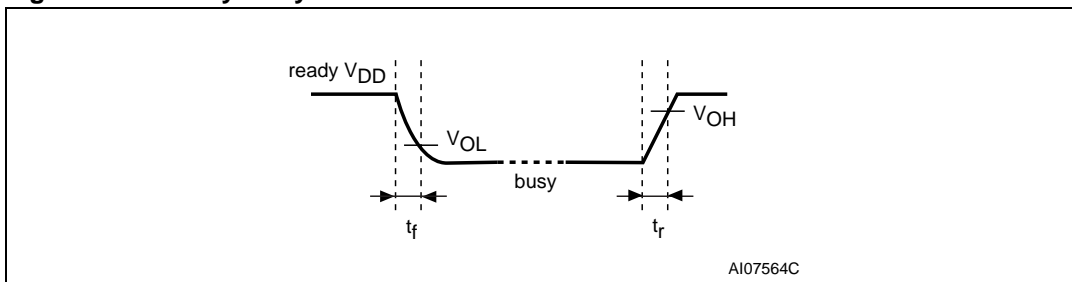 ready VDD
VOL
VOH
busy
tf
tr
AI07564C